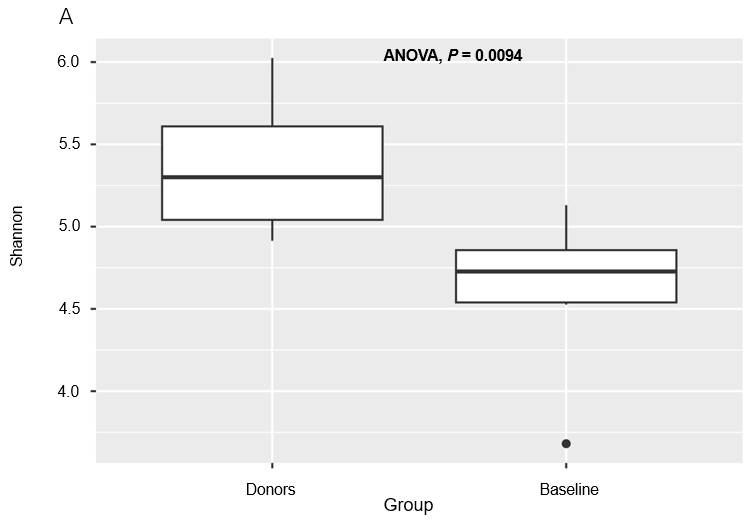 A
ANOVA, P = 0.0094
6.0
5.5
5.0
4.5
4.0
Shannon
Donors
Baseline
Group